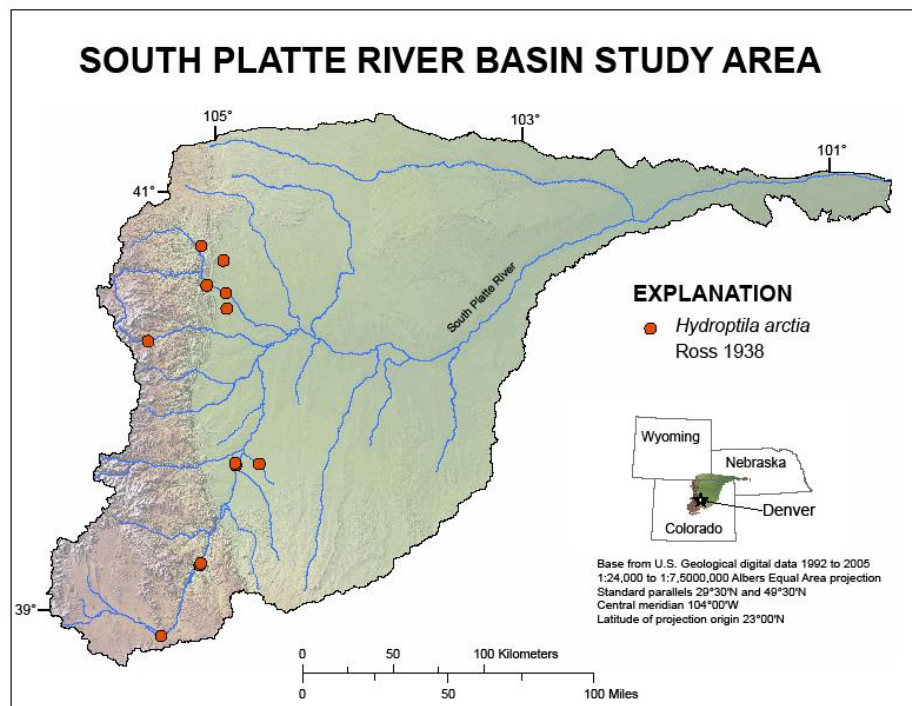 SOUTH PLATTE RIVER BASIN STUDY AREA
105°
103°
101°
41°
South Platte River
EXPLANATION
Hydroptila arctia
Ross 1938
Wyoming
Nebraska
Denver
Colorado
Base from U.S. Geological digital data 1992 to 2005
1:24,000 to 1:7,5000,000 Albers Equal Area projection
Standard parallels 29°30'N and 49°30'N
Central meridian 104°00"W
Latitude of projection origin 23°00'N
39°
0 50 100 Kilometers
0 50 100 Miles